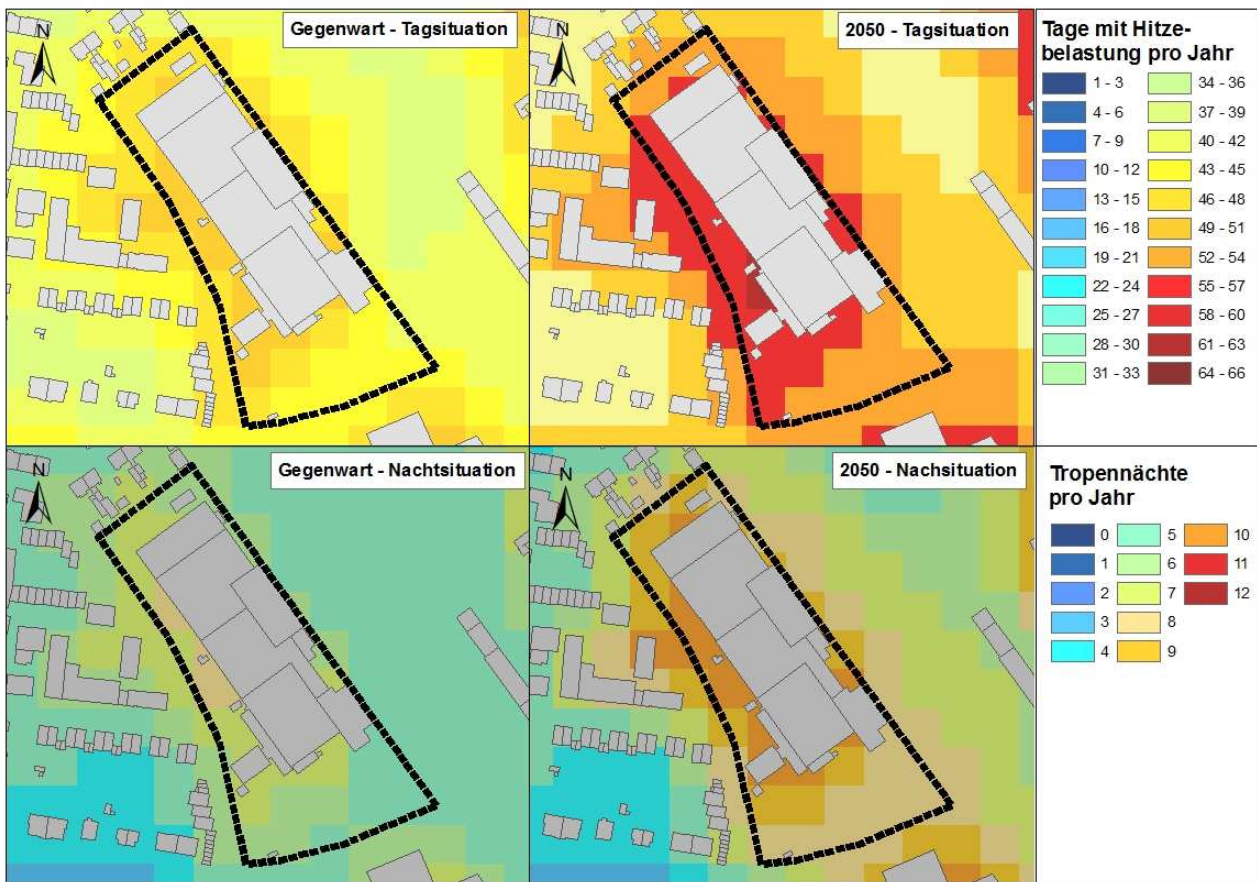 N
Gegenwart - Tagsituation
N
2050 - Tagsituation
Tage mit Hitze-
belastung pro Jahr
1 - 3
4 - 6
7 - 9
10 - 12
13 - 15
16 - 18
19 - 21
22 - 24
25 - 27
28 - 30
31 - 33
34 - 36
37 - 39
40 - 42
43 - 45
46 - 48
49 - 51
52 - 54
55 - 57
58 - 60
61 - 63
64 - 66
N
Gegenwart - Nachtsituation
N
2050 - Nachsituation
Tropennächte
pro Jahr
0
1
2
3
4
5
6
7
8
9
10
11
12